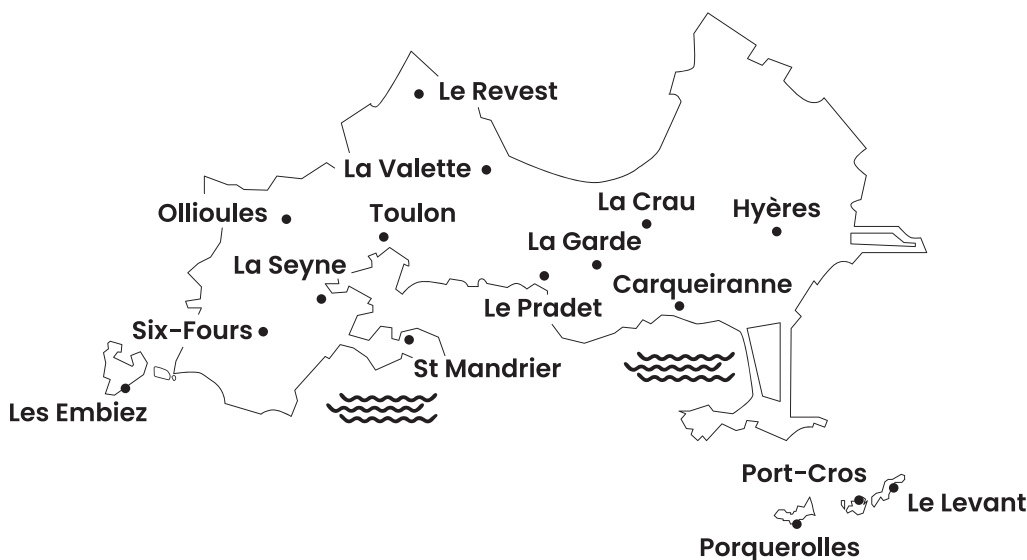 Le Revest
La Valette
La Crau
Ollioules
Toulon
Hyères
La Garde
La Seyne
Carqueiranne
Le Pradet
Six-Fours
St Mandrier
Les Embiez
Port-Cros
Le Levant
Porquerolles